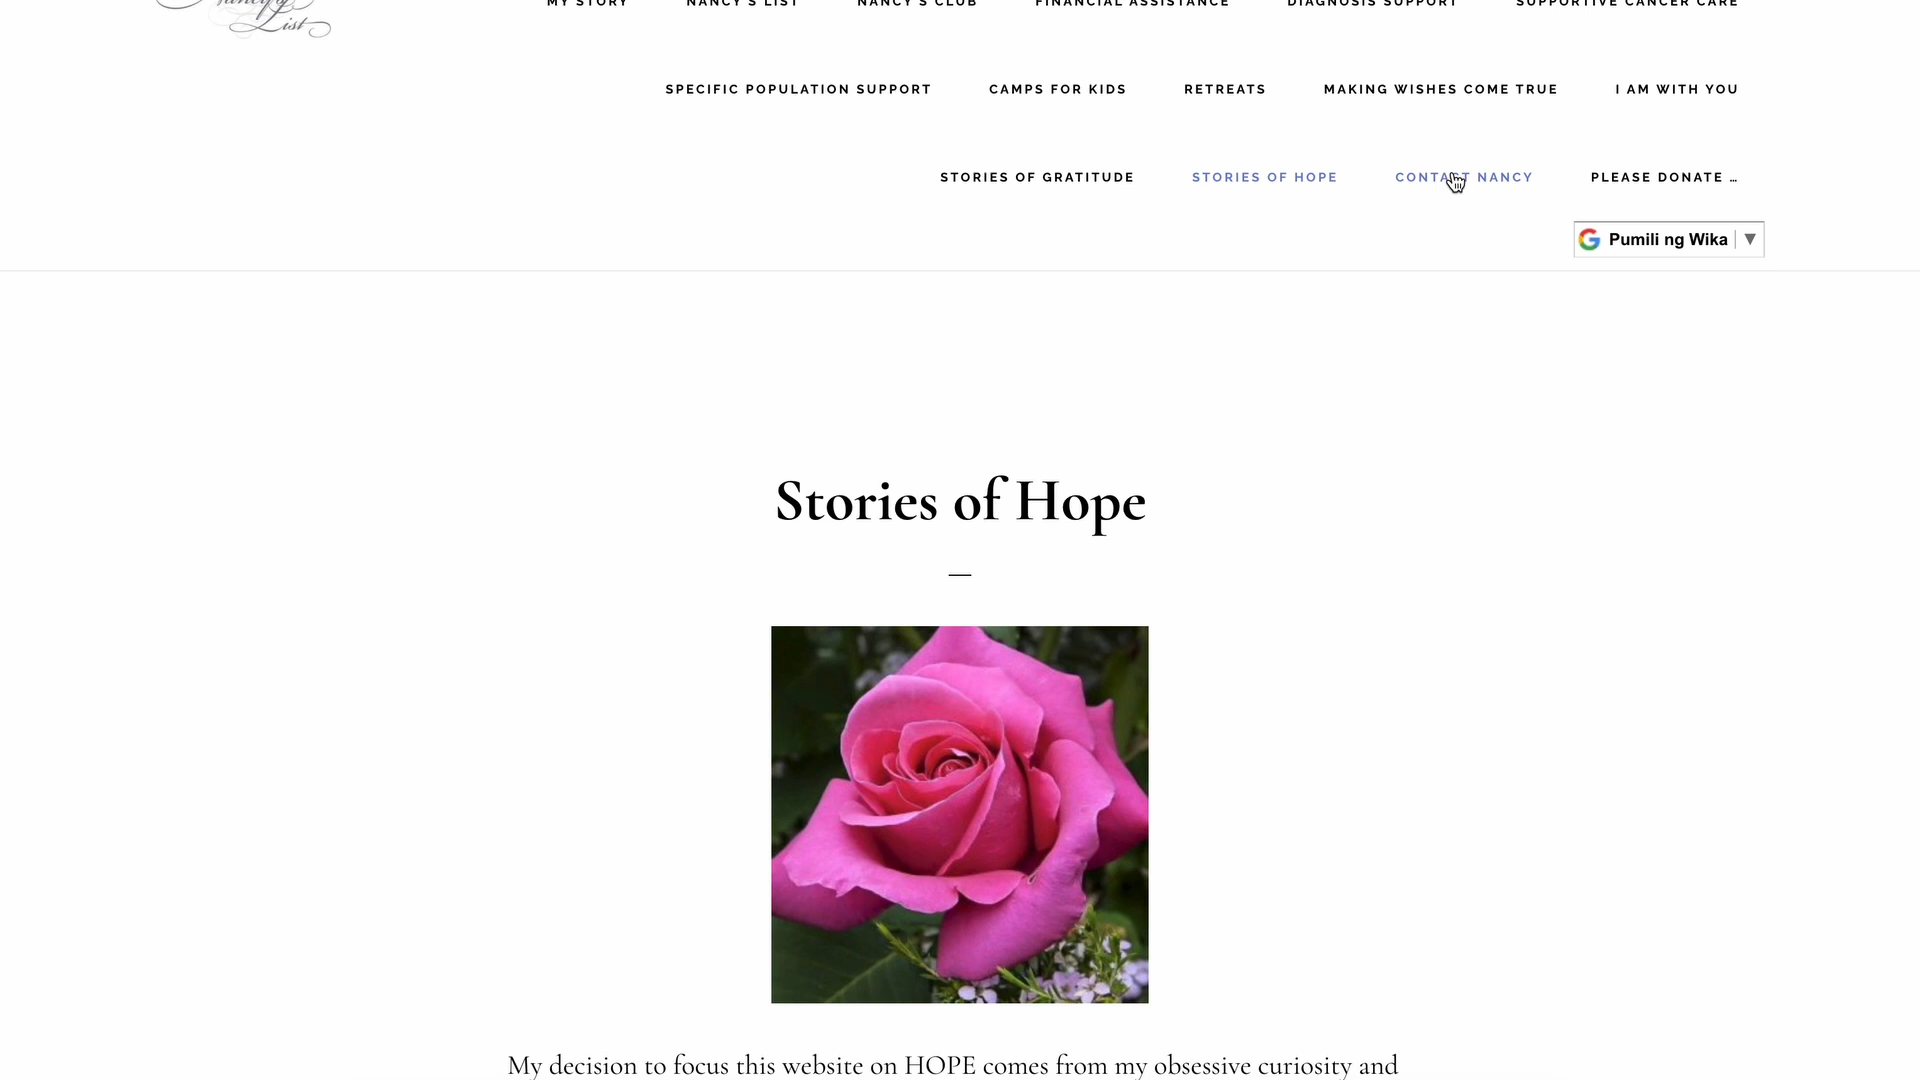 Nancy's
List
MY STORY NANCY'S LIST NANCY'S CLUB FINANCIAL ASSISTANCE DIAGNOSIS SUPPORT SUPPORTIVE CANCER CARE
SPECIFIC POPULATION SUPPORT CAMPS FOR KIDS RETREATS MAKING WISHES COME TRUE I AM WITH YOU
STORIES OF GRATITUDE STORIES OF HOPE CONTACT NANCY PLEASE DONATE …
Pumili ng Wika ▼
Stories of Hope
My decision to focus this website on HOPE comes from my obsessive curiosity and